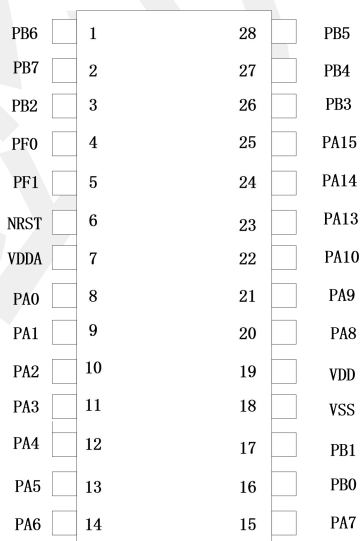 PB6 1 28 PB5
PB7 2 27 PB4
PB2 3 26 PB3
PF0 4 25 PA15
PF1 5 24 PA14
NRST 6 23 PA13
VDDA 7 22 PA10
PA0 8 21 PA9
PA1 9 20 PA8
PA2 10 19 VDD
PA3 11 18 VSS
PA4 12 17 PB1
PA5 13 16 PB0
PA6 14 15 PA7